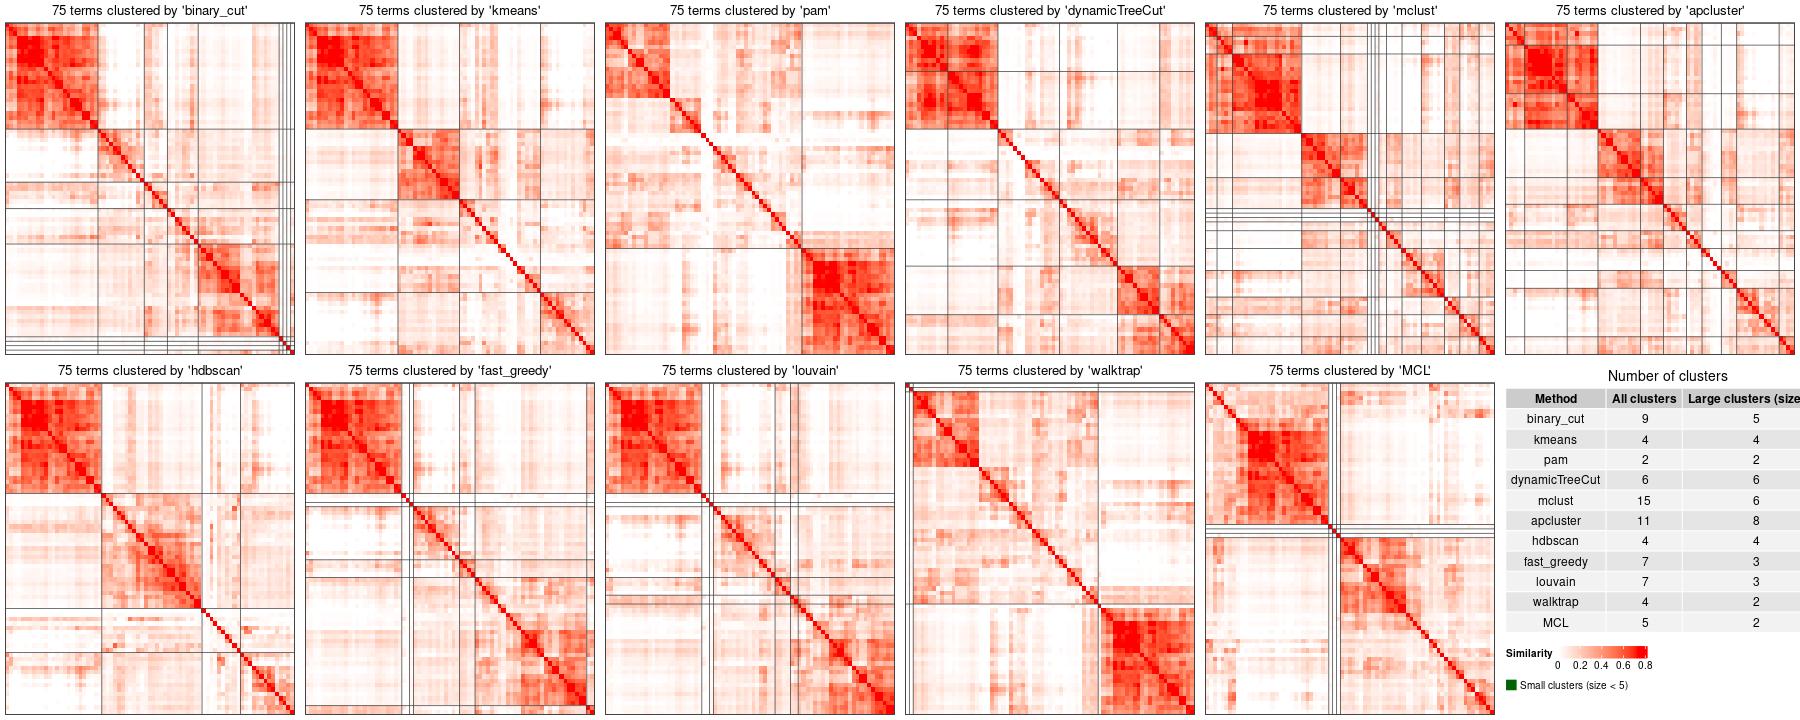 75 terms clustered by 'binary_cut'
75 terms clustered by 'kmeans'
75 terms clustered by 'pam'
75 terms clustered by 'dynamicTreeCut'
75 terms clustered by 'mclust'
75 terms clustered by 'apcluster'
75 terms clustered by 'hdbscan'
75 terms clustered by 'fast_greedy'
75 terms clustered by 'louvain'
75 terms clustered by 'walktrap'
75 terms clustered by 'MCL'
Number of clusters
Method All clusters Large clusters (size
binary_cut 9 5
kmeans 4 4
pam 2 2
dynamicTreeCut 6 6
mclust 15 6
apcluster 11 8
hdbscan 4 4
fast_greedy 7 3
louvain 7 3
walktrap 4 2
MCL 5 2
Similarity
0 0.2 0.4 0.6 0.8
Small clusters (size < 5)